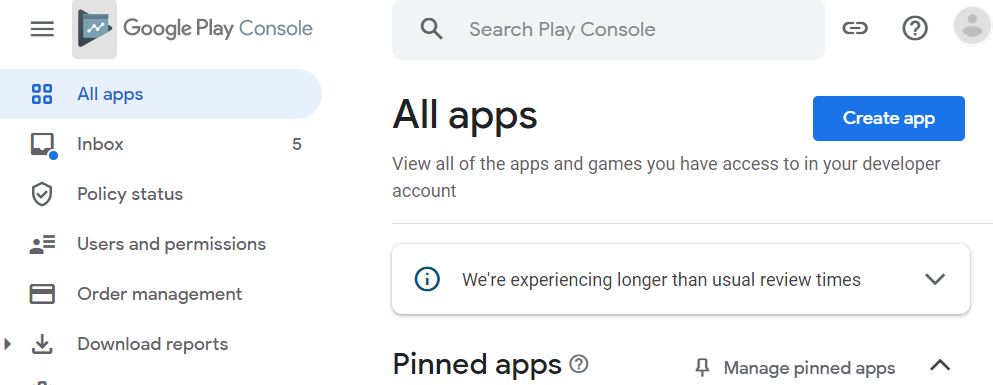 Google Play Console
Search Play Console
All apps
Inbox 5
Policy status
Users and permissions
Order management
Download reports
All apps
Create app
View all of the apps and games you have access to in your developer
account
We're experiencing longer than usual review times
Pinned apps
Manage pinned apps